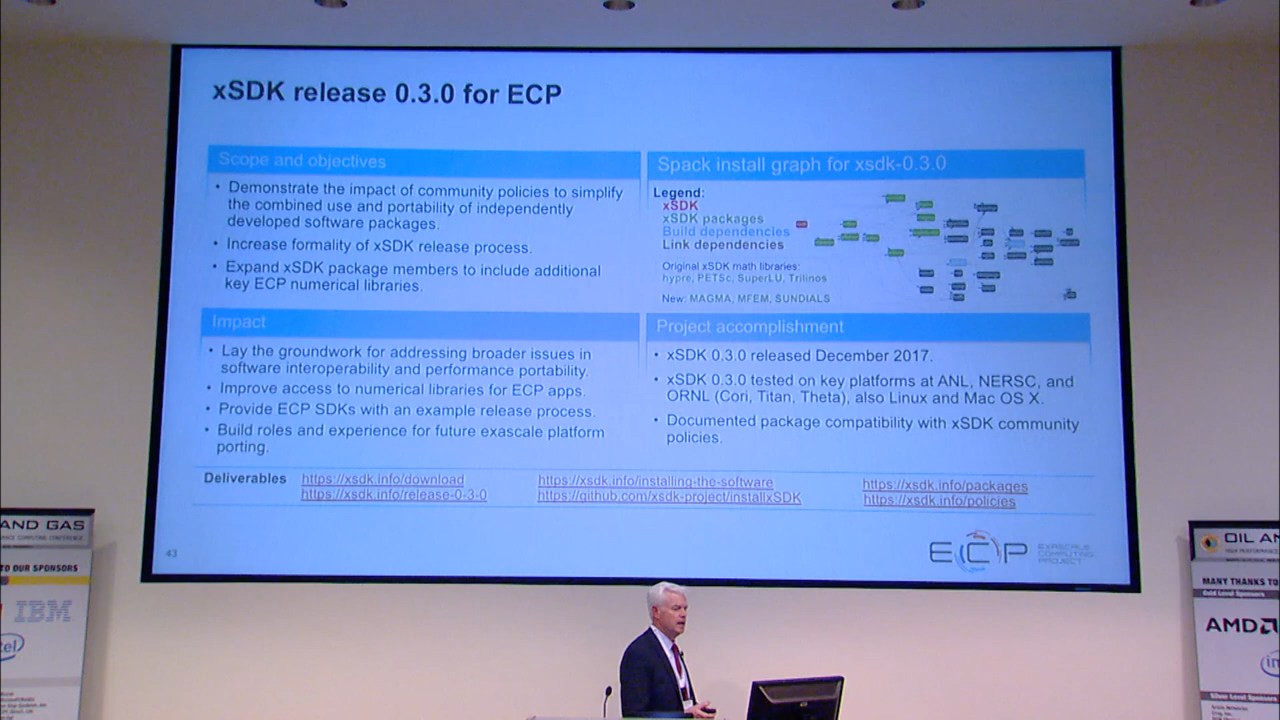 xSDK release 0.3.0 for ECP
Scope and objectives
• Demonstrate the impact of community policies to simplify
the combined use and portability of independently
developed software packages.
• Increase formality of xSDK release process.
• Expand xSDK package members to include additional
key ECP numerical libraries.
Spack install graph for xsdk-0.3.0
Legend:
xSDK
xSDK packages
Build dependencies
Link dependencies
Original xSDK math libraries:
hypre, PETSc, SuperLU, Trilinos
New: MAGMA, MFEM, SUNDIALS
Impact
• Lay the groundwork for addressing broader issues in
software interoperability and performance portability.
• Improve access to numerical libraries for ECP apps.
• Provide ECP SDKs with an example release process.
• Build roles and experience for future exascale platform
porting.
Project accomplishment
• xSDK 0.3.0 released December 2017.
• xSDK 0.3.0 tested on key platforms at ANL, NERSC, and
ORNL (Cori, Titan, Theta), also Linux and Mac OS X.
• Documented package compatibility with xSDK community
policies.
Deliverables
https://xsdk.info/download
https://xsdk.info/release-0-3-0
https://xsdk.info/installing-the-software
https://github.com/xsdk-project/installxSDK
https://xsdk.info/packages
https://xsdk.info/policies
43
ECP
EXASCALE
COMPUTING
PROJECT
AND GAS
TO OUR SPONSORS
IBM
OIL AN
MANY THANKS TO
Gold Level Sponsors
AMD
Silver Level Sponsors